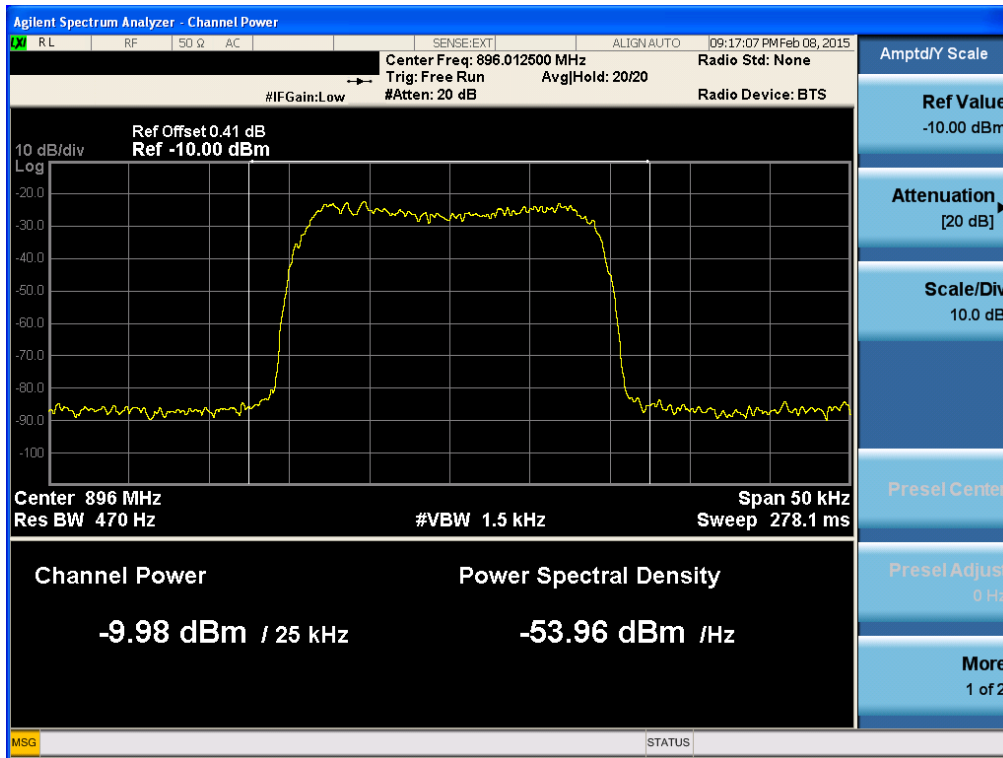 Agilent Spectrum Analyzer - Channel Power
LXI RL RF 50 Ω AC SENSE:EXT ALIGN AUTO 09:17:07 PM Feb 08, 2015
Center Freq: 896.012500 MHz Radio Std: None
Trig: Free Run Avg|Hold: 20/20
#IFGain:Low #Atten: 20 dB Radio Device: BTS
Ref Offset 0.41 dB
10 dB/div Ref -10.00 dBm
Log
-20.0
-30.0
-40.0
-50.0
-60.0
-70.0
-80.0
-90.0
-100
Center 896 MHz Span 50 kHz
Res BW 470 Hz #VBW 1.5 kHz Sweep 278.1 ms
Channel Power Power Spectral Density
-9.98 dBm / 25 kHz -53.96 dBm /Hz
MSG STATUS
Amptd/Y Scale
Ref Value
-10.00 dBm
Attenuation
[20 dB]
Scale/Div
10.0 dB
Presel Center
Presel Adjust
0 Hz
More
1 of 2